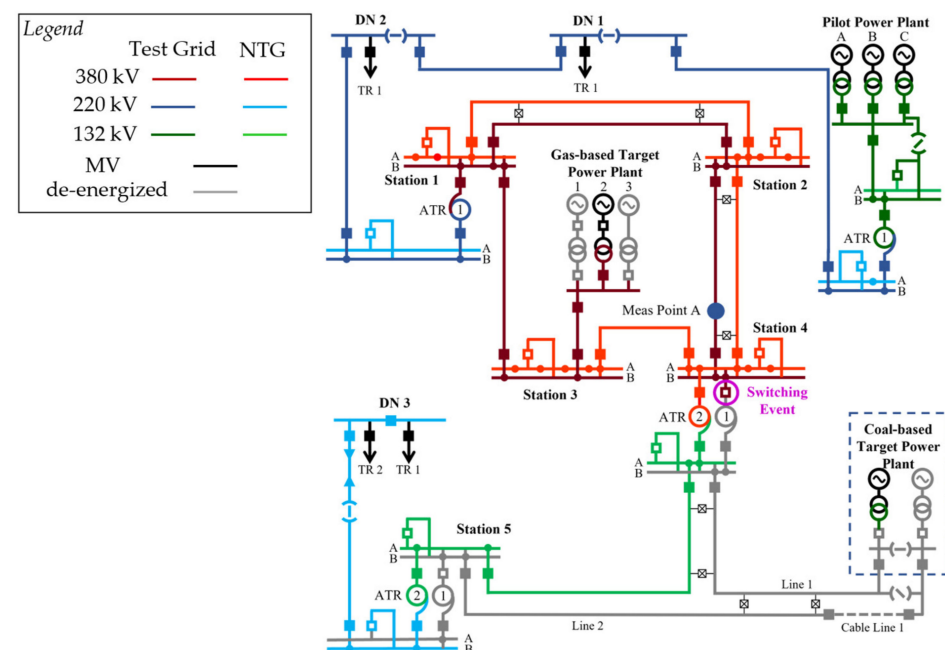 Legend
Test Grid NTG
380 kV
220 kV
132 kV
MV
de-energized
DN 2
TR 1
DN 1
TR 1
Pilot Power Plant
A B C
A
B
Station 1
A
B
Station 2
Gas-based Target
Power Plant
1 2 3
ATR 1
A
B
A
B
ATR 1
A
B
Meas Point A
Station 4
A
B
Station 3
A
B
Switching
Event
ATR 2 1
DN 3
TR 2 TR 1
A
B
Coal-based
Target Power
Plant
Station 5
A
B
ATR 2 1
Line 1
Line 2
Cable Line 1
A
B